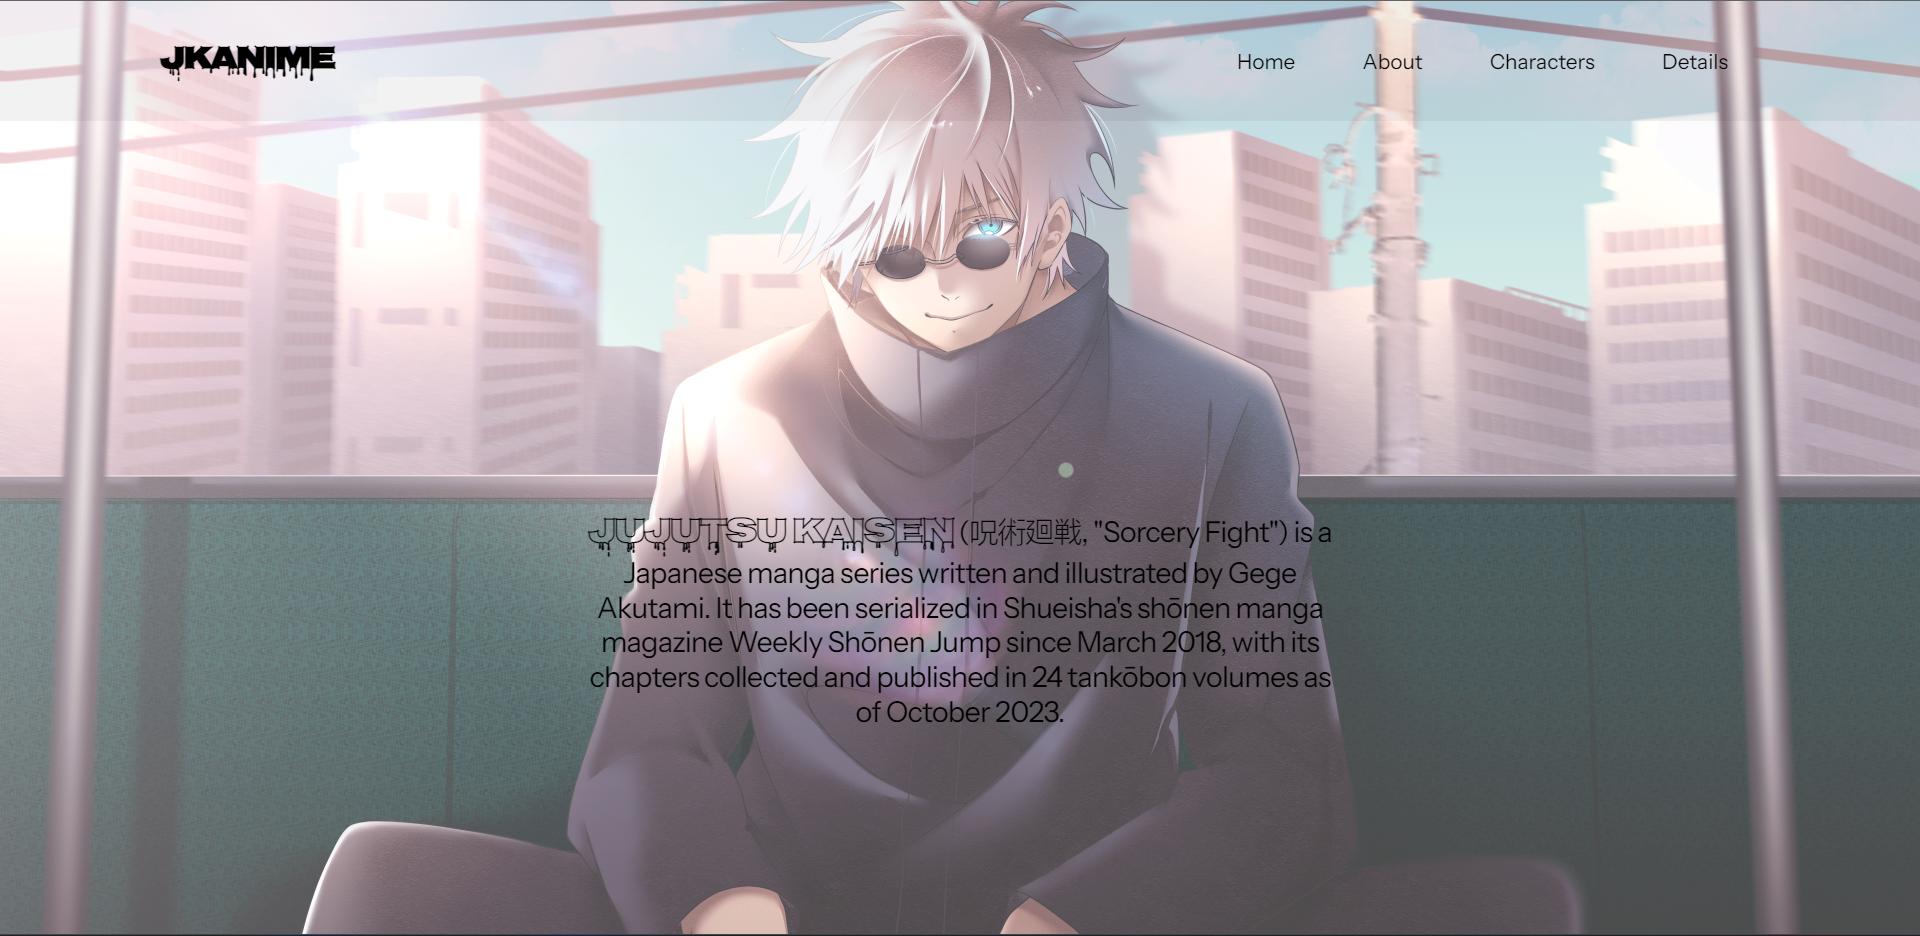 JKANIME
Home
About
Characters
Details
JUJUTSU KAISEN (呪術廻戦, "Sorcery Fight") is a
Japanese manga series written and illustrated by Gege
Akutami. It has been serialized in Shueisha's shōnen manga
magazine Weekly Shōnen Jump since March 2018, with its
chapters collected and published in 24 tankōbon volumes as
of October 2023.